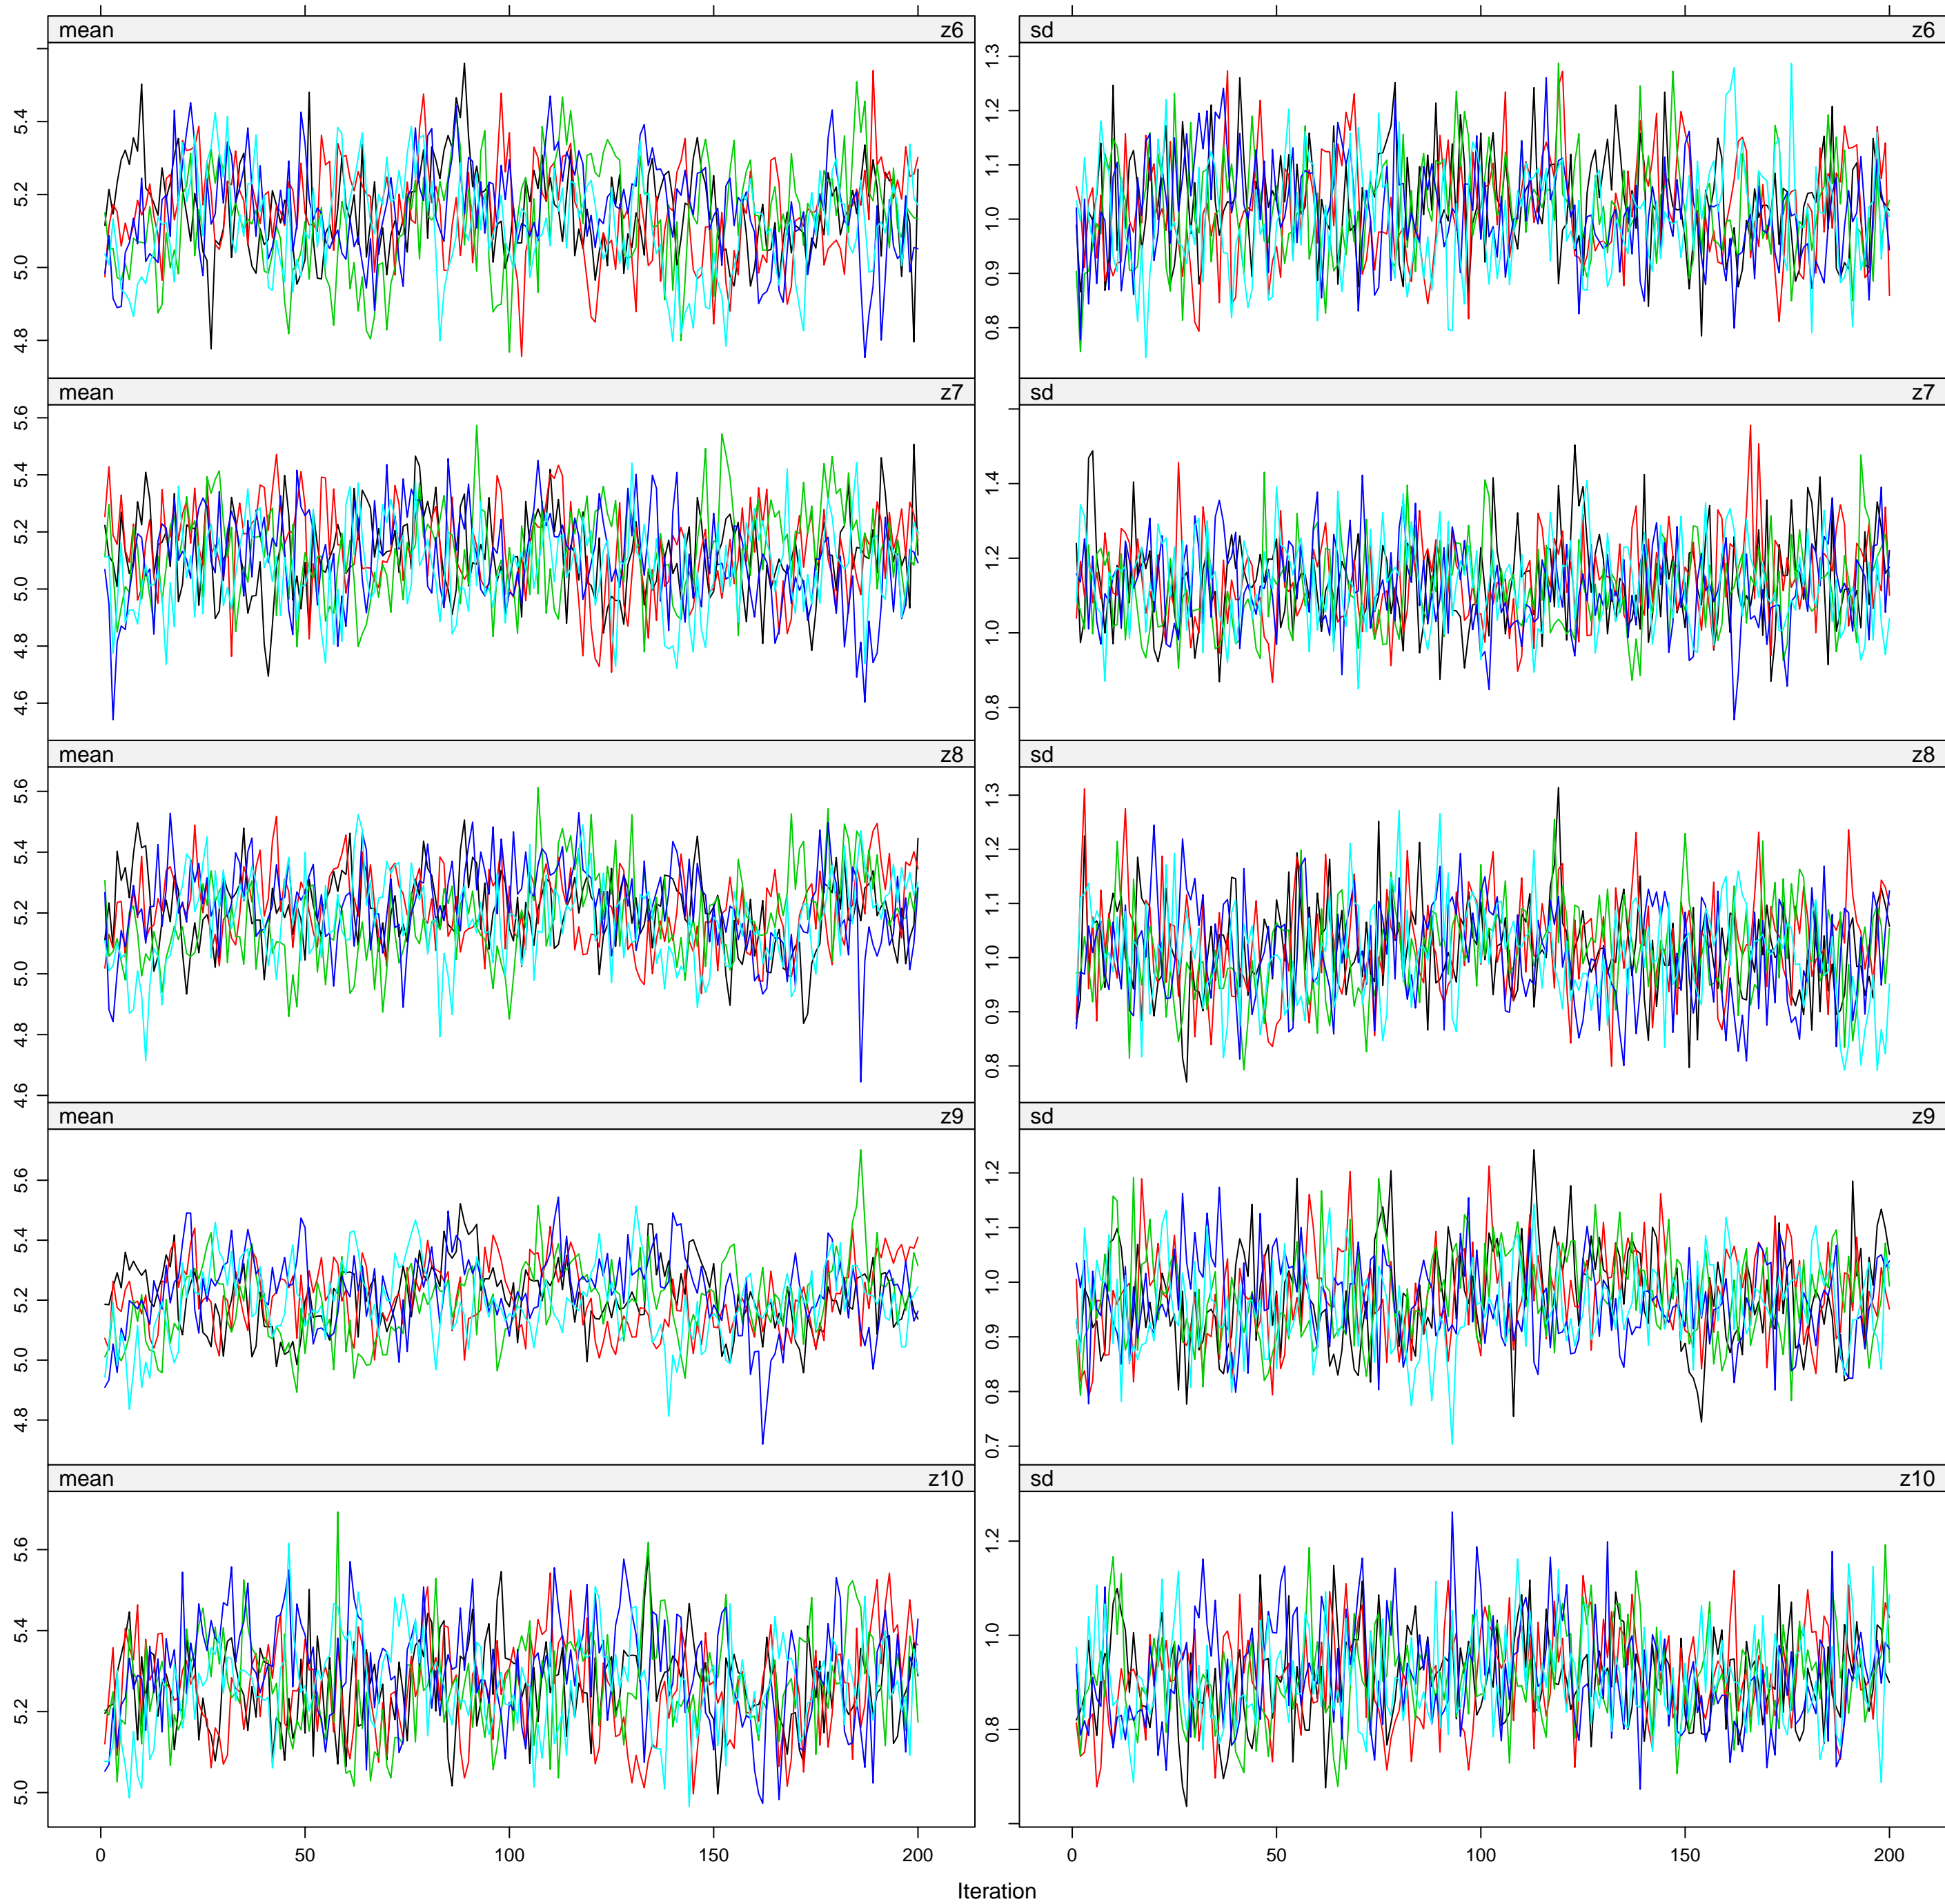 mean z6 sd z6
4.8 5.0 5.2 5.4
0.8 0.9 1.0 1.1 1.2 1.3
mean z7 sd z7
4.6 4.8 5.0 5.2 5.4 5.6
0.8 1.0 1.2 1.4
mean z8 sd z8
4.6 4.8 5.0 5.2 5.4 5.6
0.8 0.9 1.0 1.1 1.2 1.3
mean z9 sd z9
4.8 5.0 5.2 5.4 5.6
0.7 0.8 0.9 1.0 1.1 1.2
mean z10 sd z10
5.0 5.2 5.4 5.6
0.8 1.0 1.2
0 50 100 150 200 0 50 100 150 200
Iteration